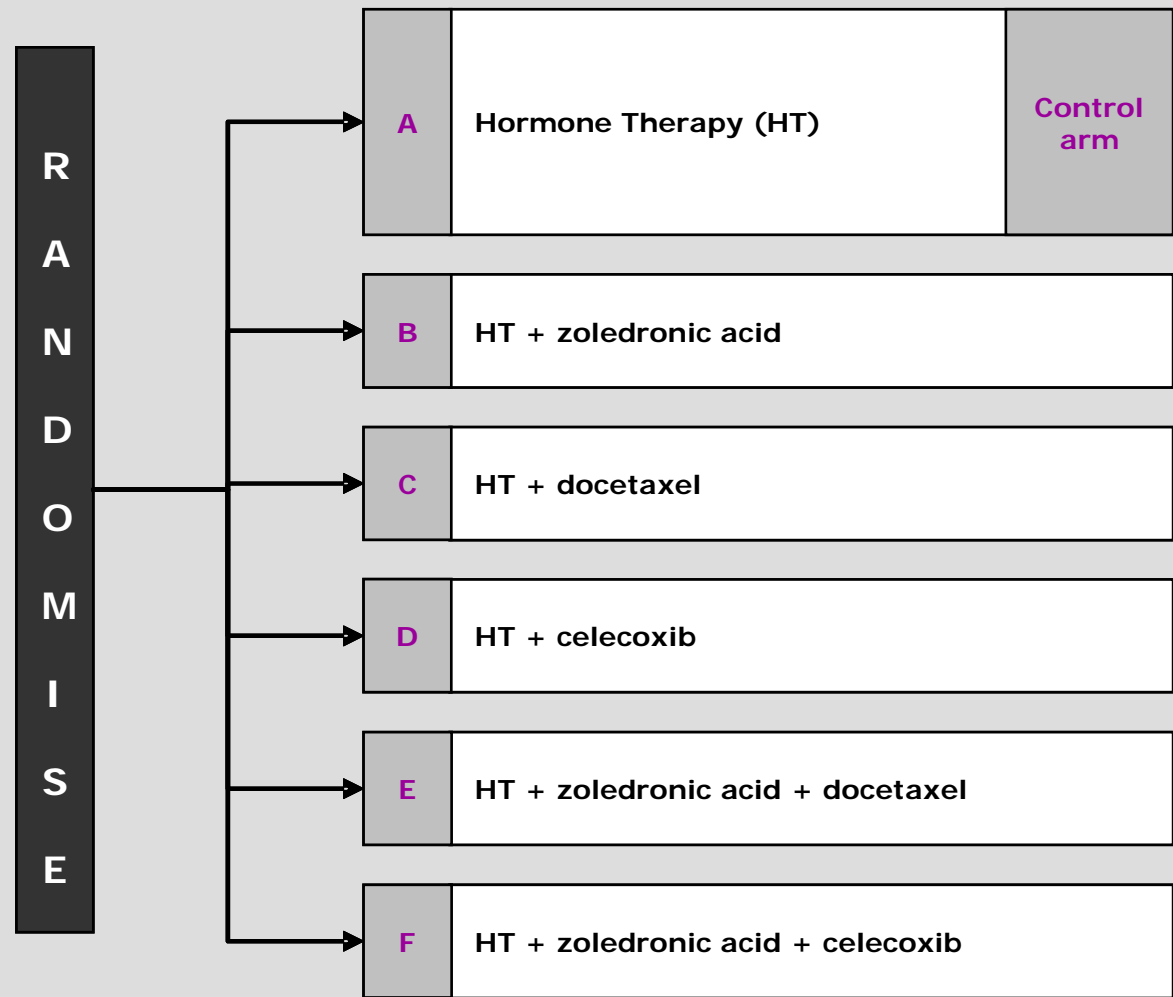 RANDOMISE
A Hormone Therapy (HT) Control
arm
B HT + zoledronic acid
C HT + docetaxel
D HT + celecoxib
E HT + zoledronic acid + docetaxel
F HT + zoledronic acid + celecoxib